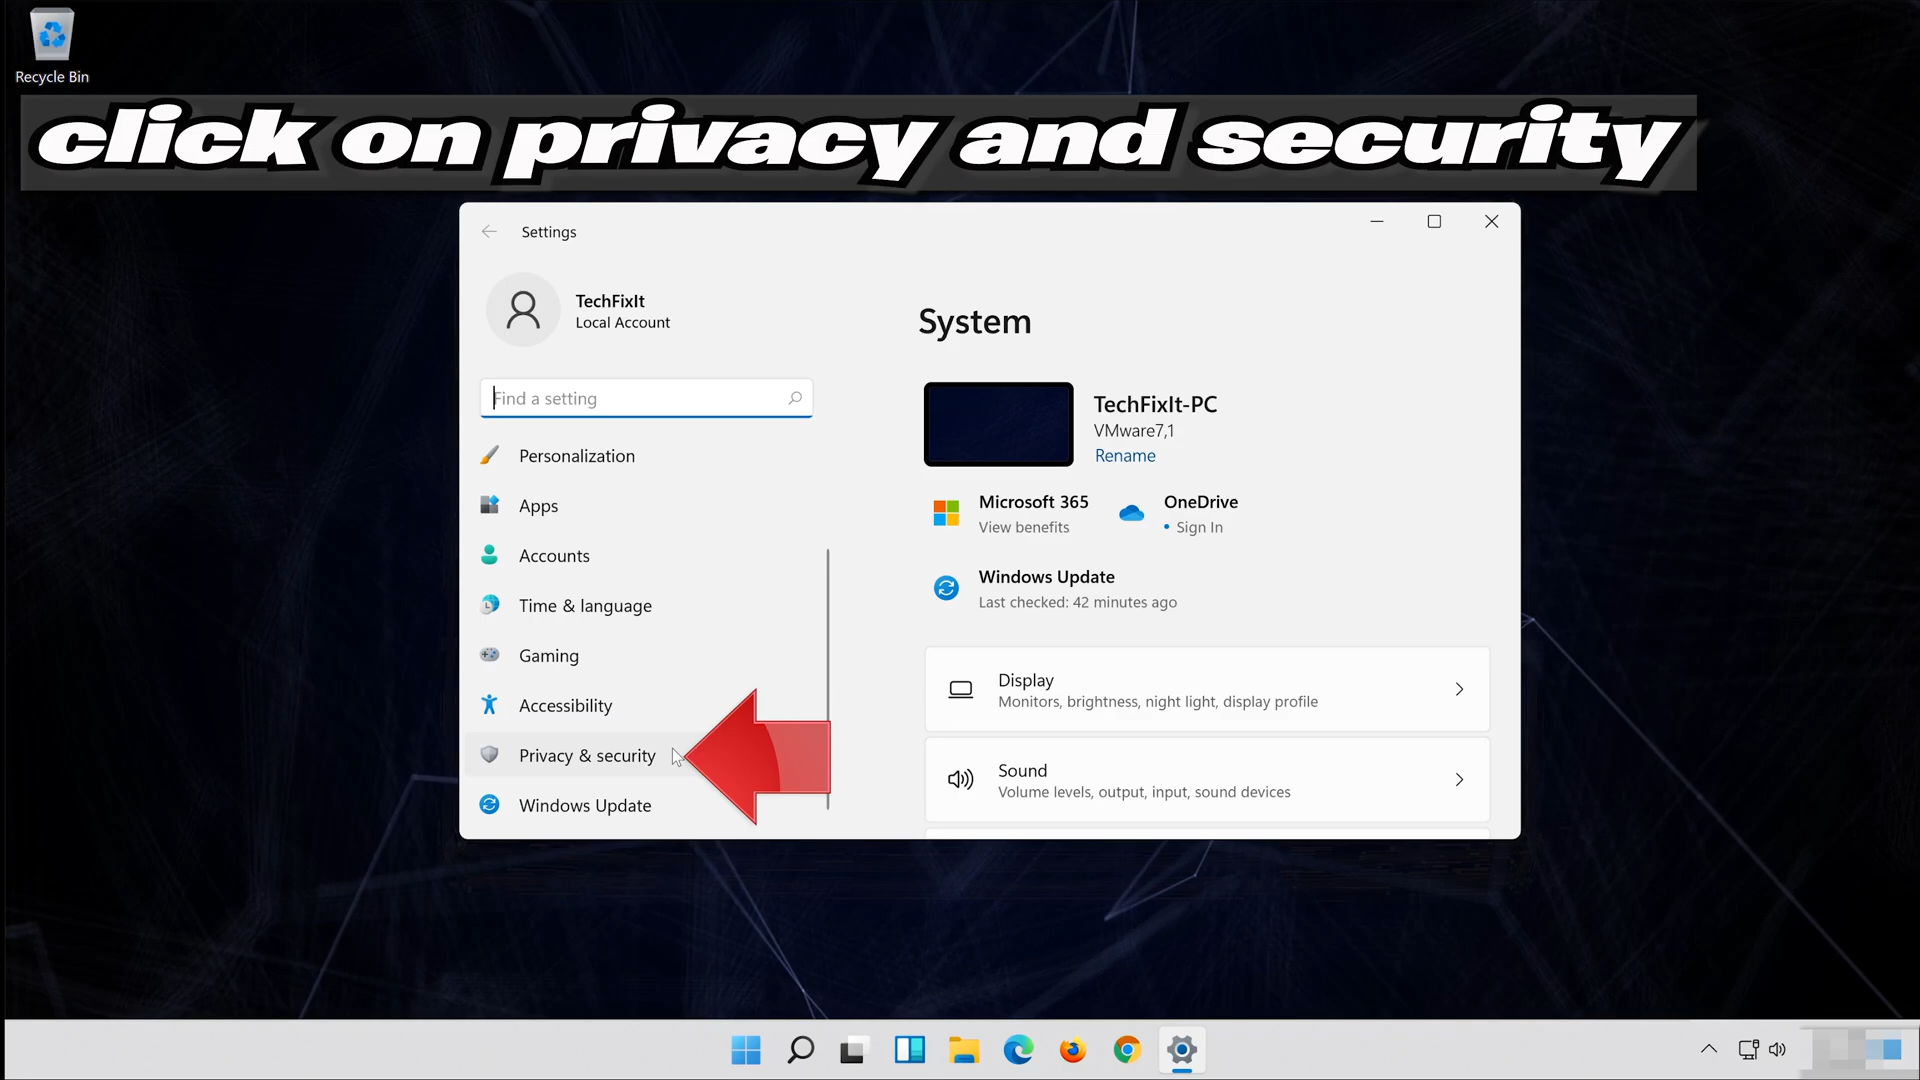 Recycle Bin
click on privacy and security
Settings
TechFixIt
Local Account
Find a setting
Personalization
Apps
Accounts
Time & language
Gaming
Accessibility
Privacy & security
Windows Update
System
TechFixIt-PC
VMware7,1
Rename
Microsoft 365
View benefits
OneDrive
• Sign In
Windows Update
Last checked: 42 minutes ago
Display
Monitors, brightness, night light, display profile
Sound
Volume levels, output, input, sound devices